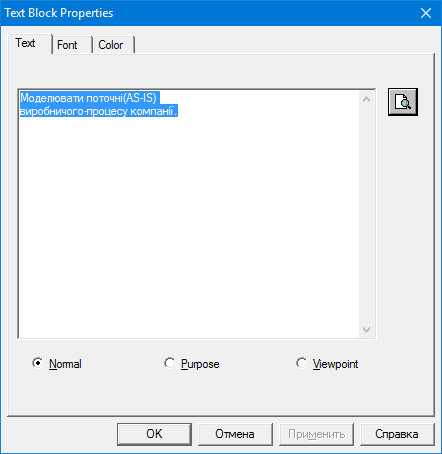 Text Block Properties
Text
Font
Color
Моделювати поточні(AS-IS)
виробничого-процесу компанії.
Normal
Purpose
Viewpoint
OK
Отмена
Применить
Справка